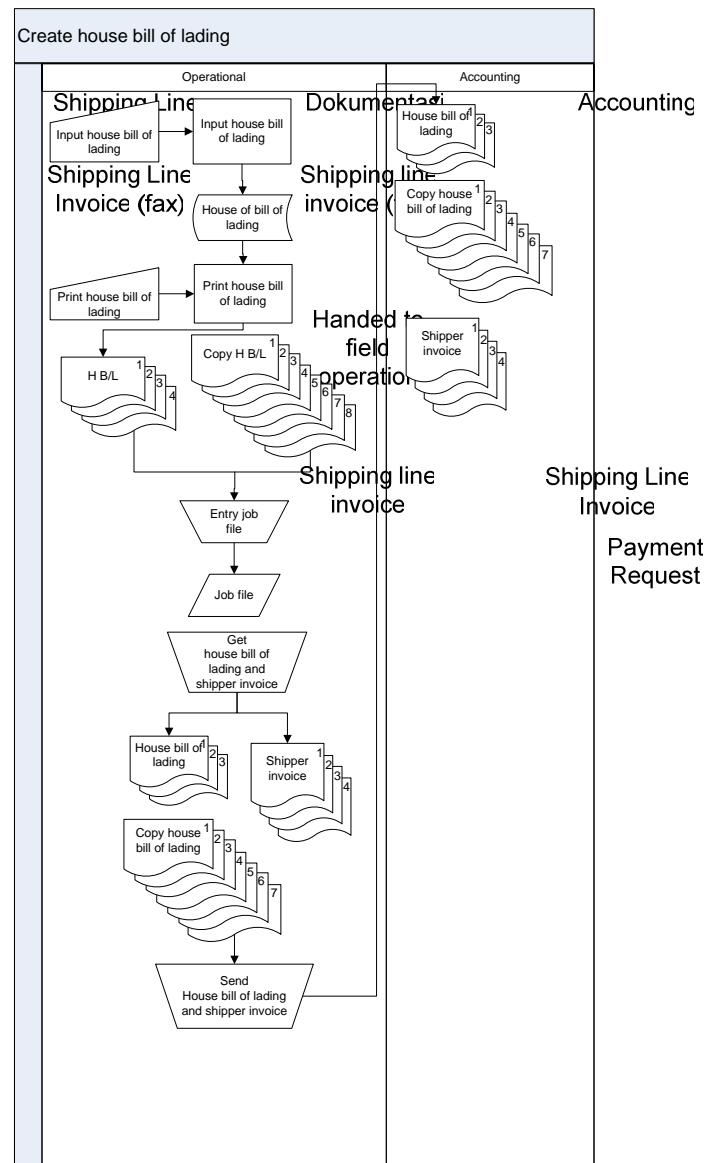 Create house bill of lading
Operational
Accounting
Shipping Line
Dokumentasi
Accounting
Input house bill of
lading
Input house bill
of lading
House bill of
lading
1
2
3
Shipping Line
Invoice (fax)
Shipping line
invoice (
House of bill of
lading
Copy house
bill of lading
1
2
3
4
5
6
7
Print house bill of
lading
Print house bill
of lading
Handed to
field
operation
Shipper
invoice
1
2
3
4
H B/L
1
2
3
4
Copy H B/L
1
2
3
4
5
6
7
8
Shipping line
invoice
Shipping Line
Invoice
Payment
Request
Entry job
file
Job file
Get
house bill of
lading and
shipper invoice
House bill of
lading
1
2
3
Shipper
invoice
1
2
3
4
Copy house
bill of lading
1
2
3
4
5
6
7
Send
House bill of lading
and shipper invoice